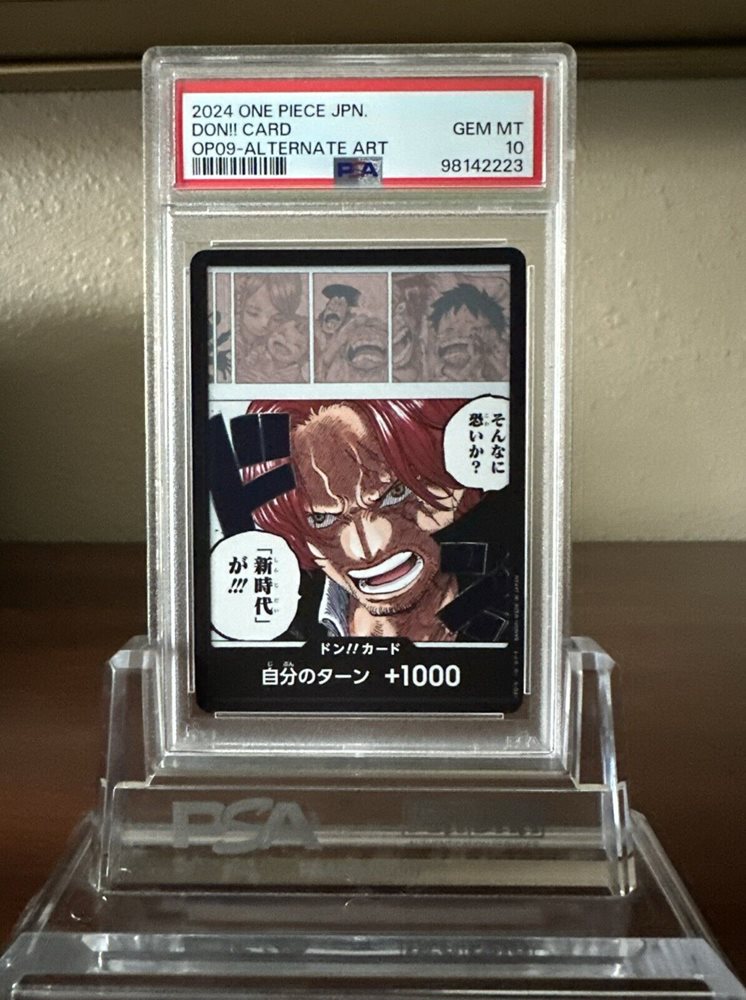 2024 ONE PIECE JPN.
DON!! CARD GEM MT
OP09-ALTERNATE ART 10
PSA 98142223
そんなに
恐いか?
「新時代」
が!!!
ドン!!カード
自分のターン +1000
PSA